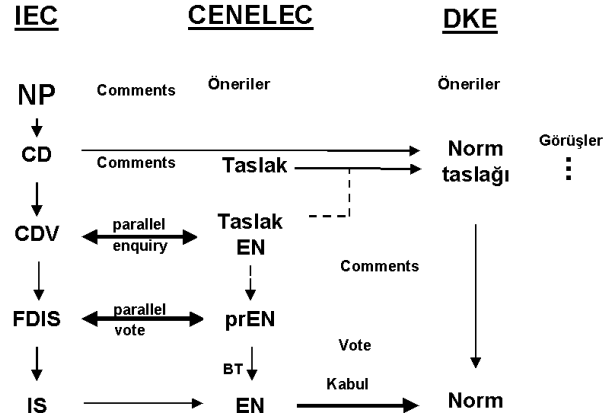 IEC CENELEC DKE
NP Comments Öneriler Öneriler
CD Comments Taslak Norm
taslağı
Görüşler
CDV parallel
enquiry
Taslak
EN
Comments
FDIS parallel
vote
prEN
Vote
BT
Kabul
IS EN Norm